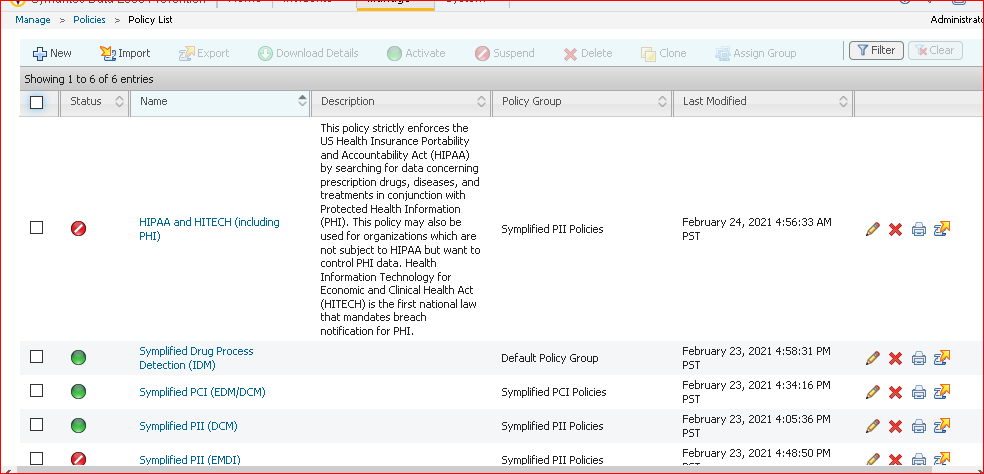 Manage > Policies > Policy List
New Import Export Download Details Activate Suspend Delete Clone Assign Group Filter Clear
Showing 1 to 6 of 6 entries
Status Name Description Policy Group Last Modified
This policy strictly enforces the
US Health Insurance Portability
and Accountability Act (HIPAA)
by searching for data concerning
prescription drugs, diseases, and
treatments in conjunction with
Protected Health Information
(PHI). This policy may also be
used for organizations which are
not subject to HIPAA but want to
control PHI data. Health
Information Technology for
Economic and Clinical Health Act
(HITECH) is the first national law
that mandates breach
notification for PHI.
HIPAA and HITECH (including
PHI)
Symplified PII Policies
February 24, 2021 4:56:33 AM
PST
Symplified Drug Process
Detection (IDM)
Default Policy Group
February 23, 2021 4:58:31 PM
PST
Symplified PCI (EDM/DCM)
Symplified PCI Policies
February 23, 2021 4:34:16 PM
PST
Symplified PII (DCM)
Symplified PII Policies
February 23, 2021 4:05:36 PM
PST
Symplified PII (EMDI)
Symplified PII Policies
February 23, 2021 4:48:50 PM